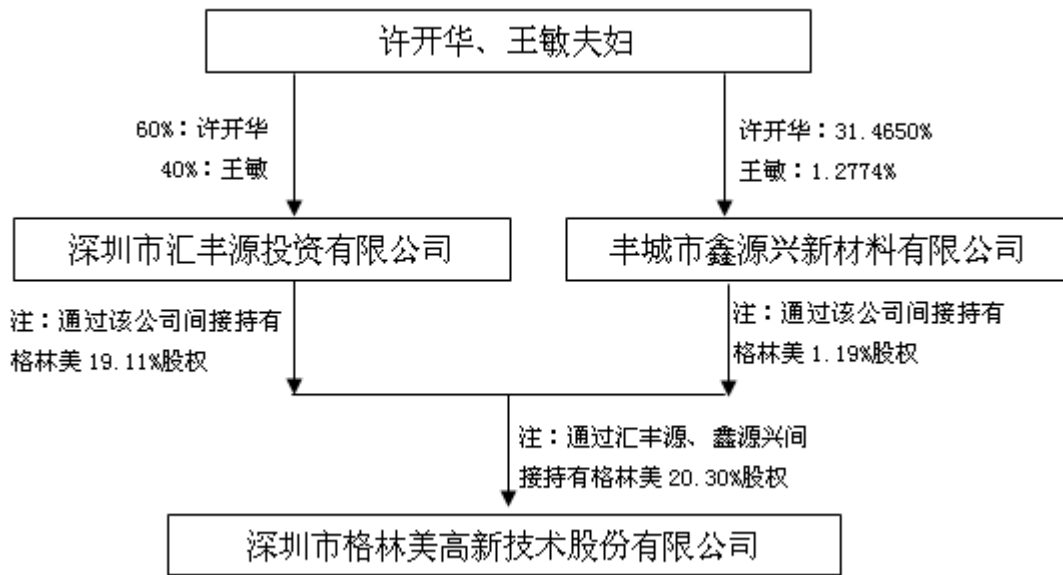 许开华、王敏夫妇
60%：许开华
40%：王敏
许开华：31.4650%
王敏：1.2774%
深圳市汇丰源投资有限公司
丰城市鑫源兴新材料有限公司
注：通过该公司间接持有
格林美 19.11%股权
注：通过该公司间接持有
格林美 1.19%股权
注：通过汇丰源、鑫源兴间
接持有格林美 20.30%股权
深圳市格林美高新技术股份有限公司